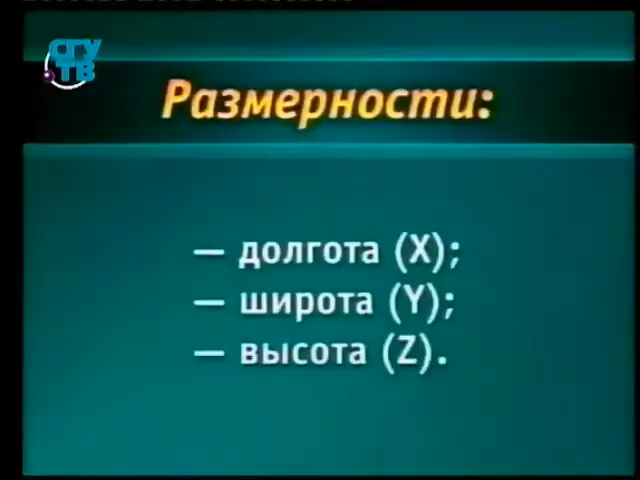 СГУ
ТВ
Размерности:
— долгота (X);
— широта (Y);
— высота (Z).